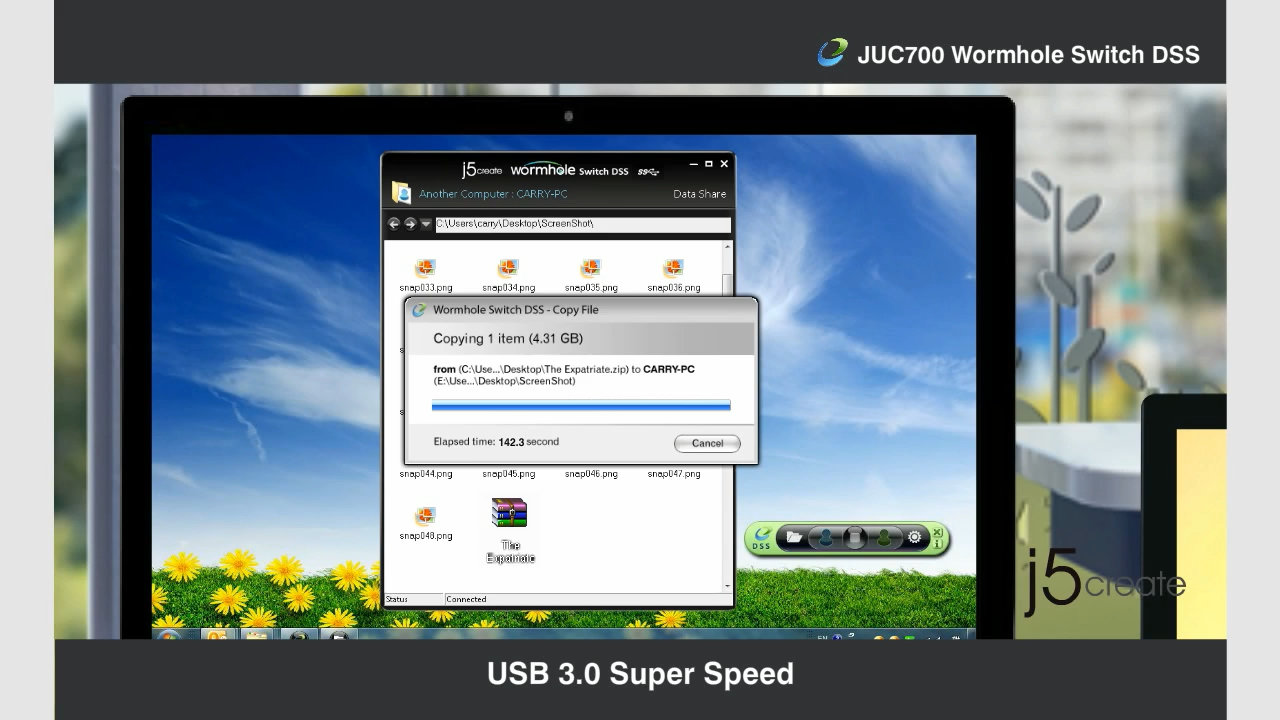 JUC700 Wormhole Switch DSS
j5create wormhole Switch DSS
Another Computer : CARRY-PC Data Share
C:\Users\carry\Desktop\ScreenShot\
snap033.png snap034.png snap035.png snap036.png
Wormhole Switch DSS - Copy File
Copying 1 item (4.31 GB)
from (C:\Use...\Desktop\The Expatriate.zip) to CARRY-PC
(E:\Use...\Desktop\ScreenShot)
Elapsed time: 142.3 second
Cancel
snap044.png snap045.png snap046.png snap047.png
snap048.png
The
Expatriate
DSS
Status Connected
j5create
EN
USB 3.0 Super Speed